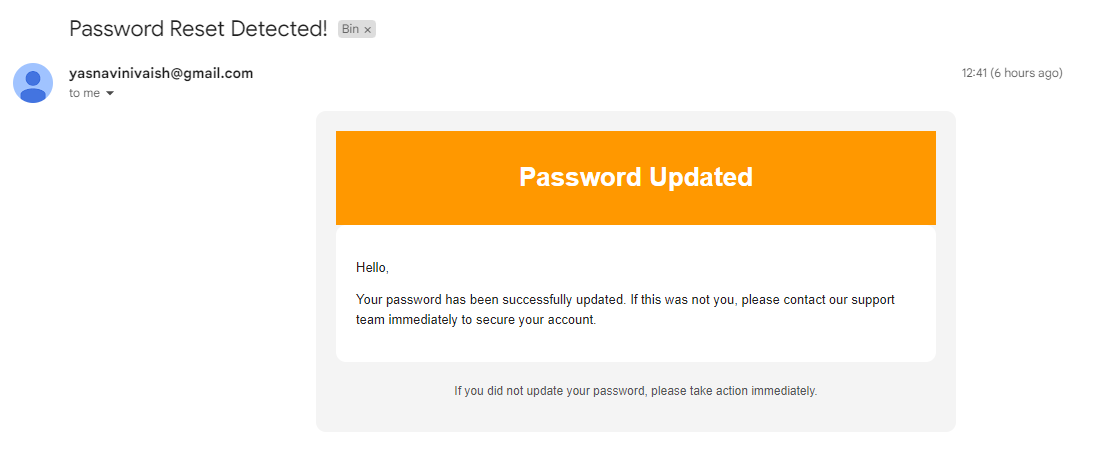 Password Reset Detected! Bin ×
yasnavinivaish@gmail.com 12:41 (6 hours ago)
to me
Password Updated
Hello,
Your password has been successfully updated. If this was not you, please contact our support
team immediately to secure your account.
If you did not update your password, please take action immediately.